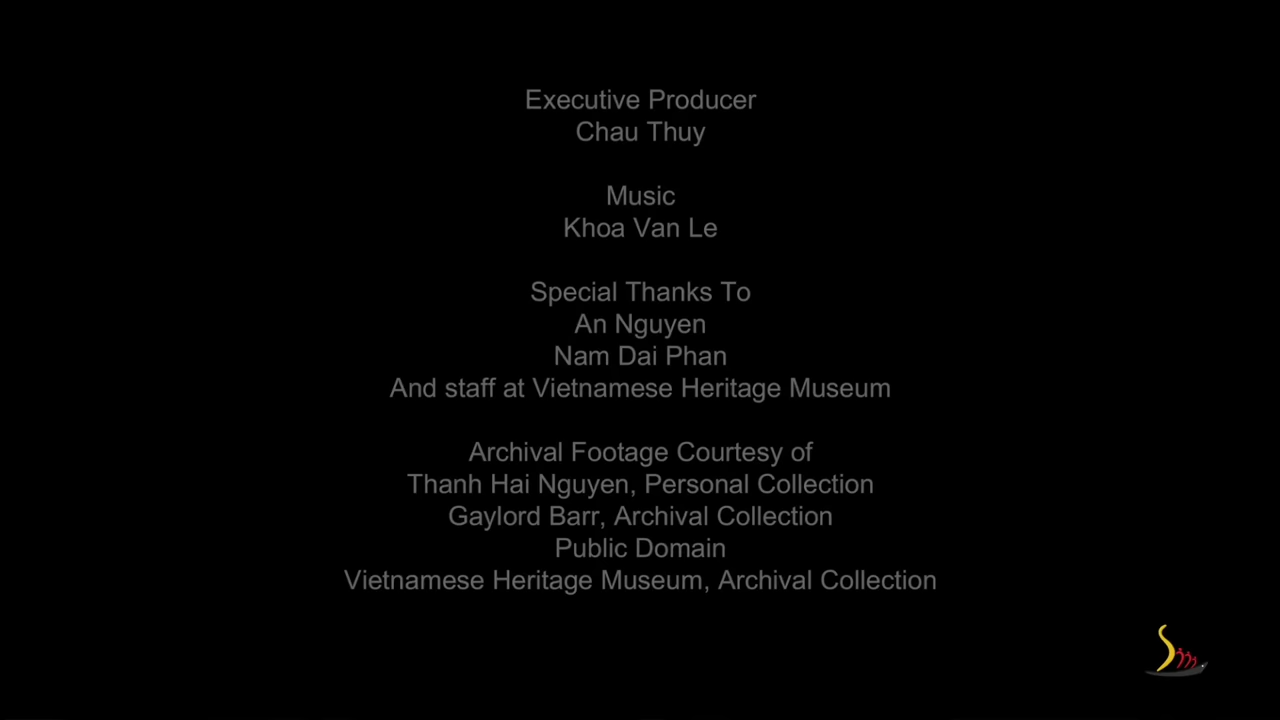 Executive Producer
Chau Thuy
Music
Khoa Van Le
Special Thanks To
An Nguyen
Nam Dai Phan
And staff at Vietnamese Heritage Museum
Archival Footage Courtesy of
Thanh Hai Nguyen, Personal Collection
Gaylord Barr, Archival Collection
Public Domain
Vietnamese Heritage Museum, Archival Collection